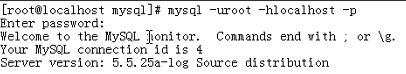 [root@localhost mysql]# mysql -uroot -hlocalhost -p
Enter password:
Welcome to the MySQL monitor.  Commands end with ; or \g.
Your MySQL connection id is 4
Server version: 5.5.25a-log Source distribution